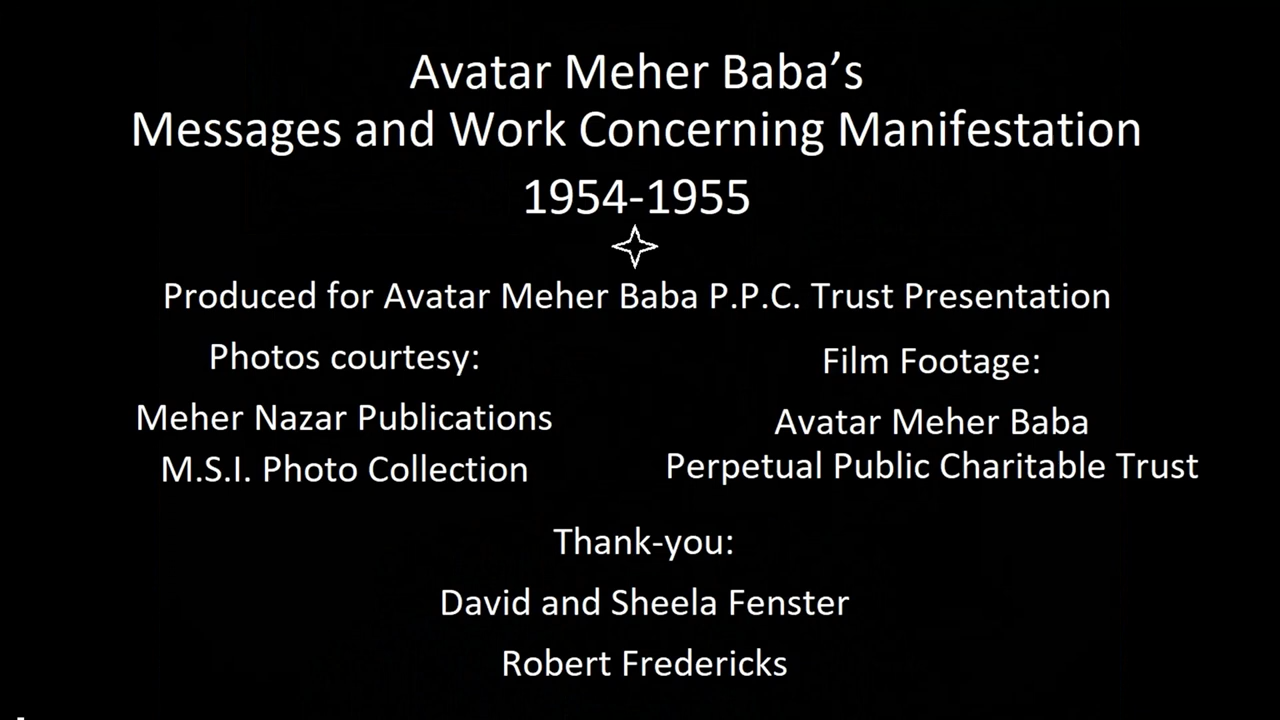 Avatar Meher Baba’s
Messages and Work Concerning Manifestation
1954-1955
Produced for Avatar Meher Baba P.P.C. Trust Presentation
Photos courtesy:
Meher Nazar Publications
M.S.I. Photo Collection
Film Footage:
Avatar Meher Baba
Perpetual Public Charitable Trust
Thank-you:
David and Sheela Fenster
Robert Fredericks